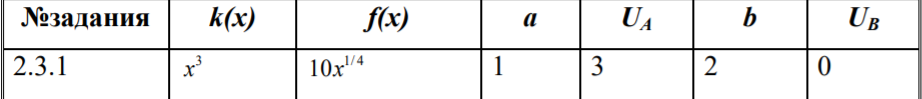 №задания k(x) f(x) a U_A b U_B
2.3.1 x^3 10x^{1/4} 1 3 2 0